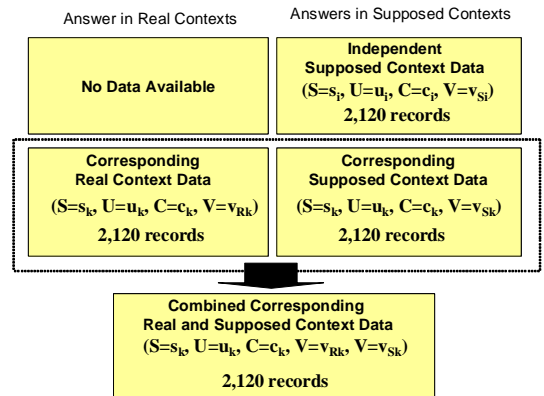 Answer in Real Contexts
Answers in Supposed Contexts
No Data Available
Independent
Supposed Context Data
(S=si, U=ui, C=ci, V=vSi)
2,120 records
Corresponding
Real Context Data
(S=sk, U=uk, C=ck, V=vRk)
2,120 records
Corresponding
Supposed Context Data
(S=sk, U=uk, C=ck, V=vSk)
2,120 records
Combined Corresponding
Real and Supposed Context Data
(S=sk, U=uk, C=ck, V=vRk, V=vSk)
2,120 records